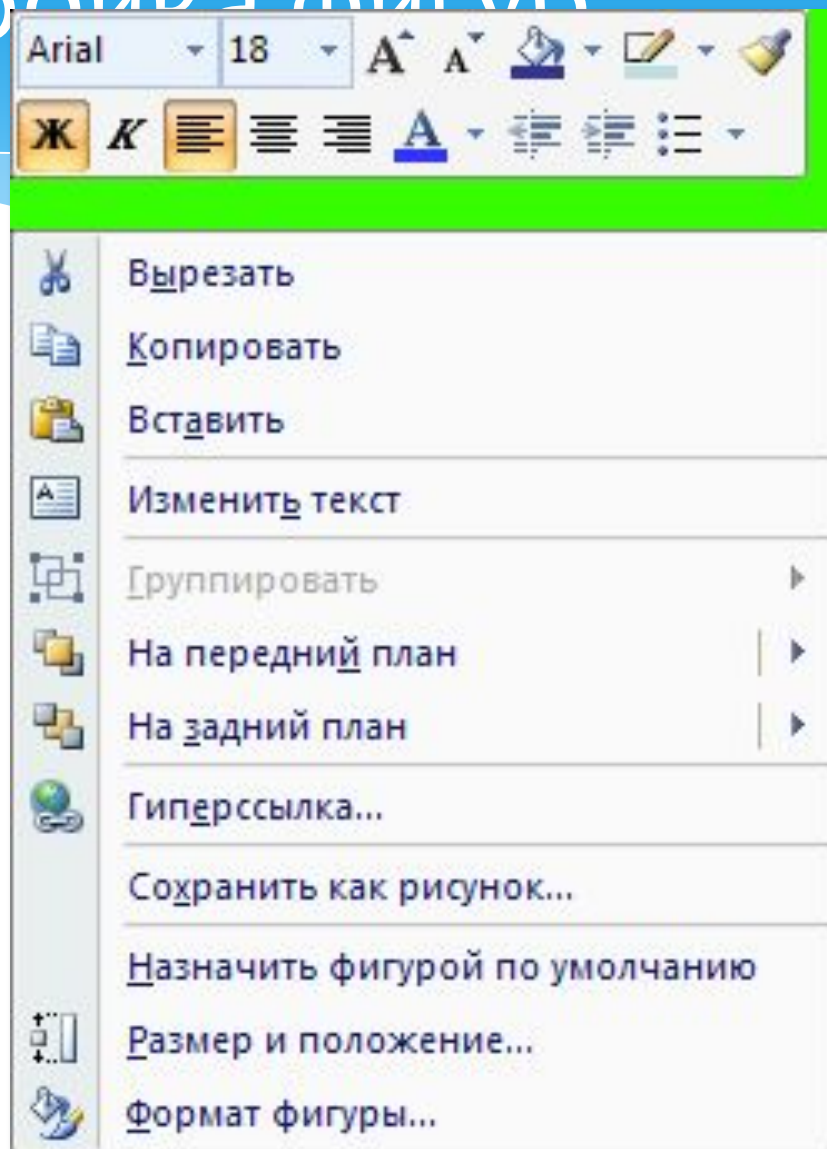 Arial 18 А А
Ж К А
Вырезать
Копировать
Вставить
Изменить текст
Группировать
На передний план
На задний план
Гиперссылка...
Сохранить как рисунок...
Назначить фигурой по умолчанию
Размер и положение...
Формат фигуры...